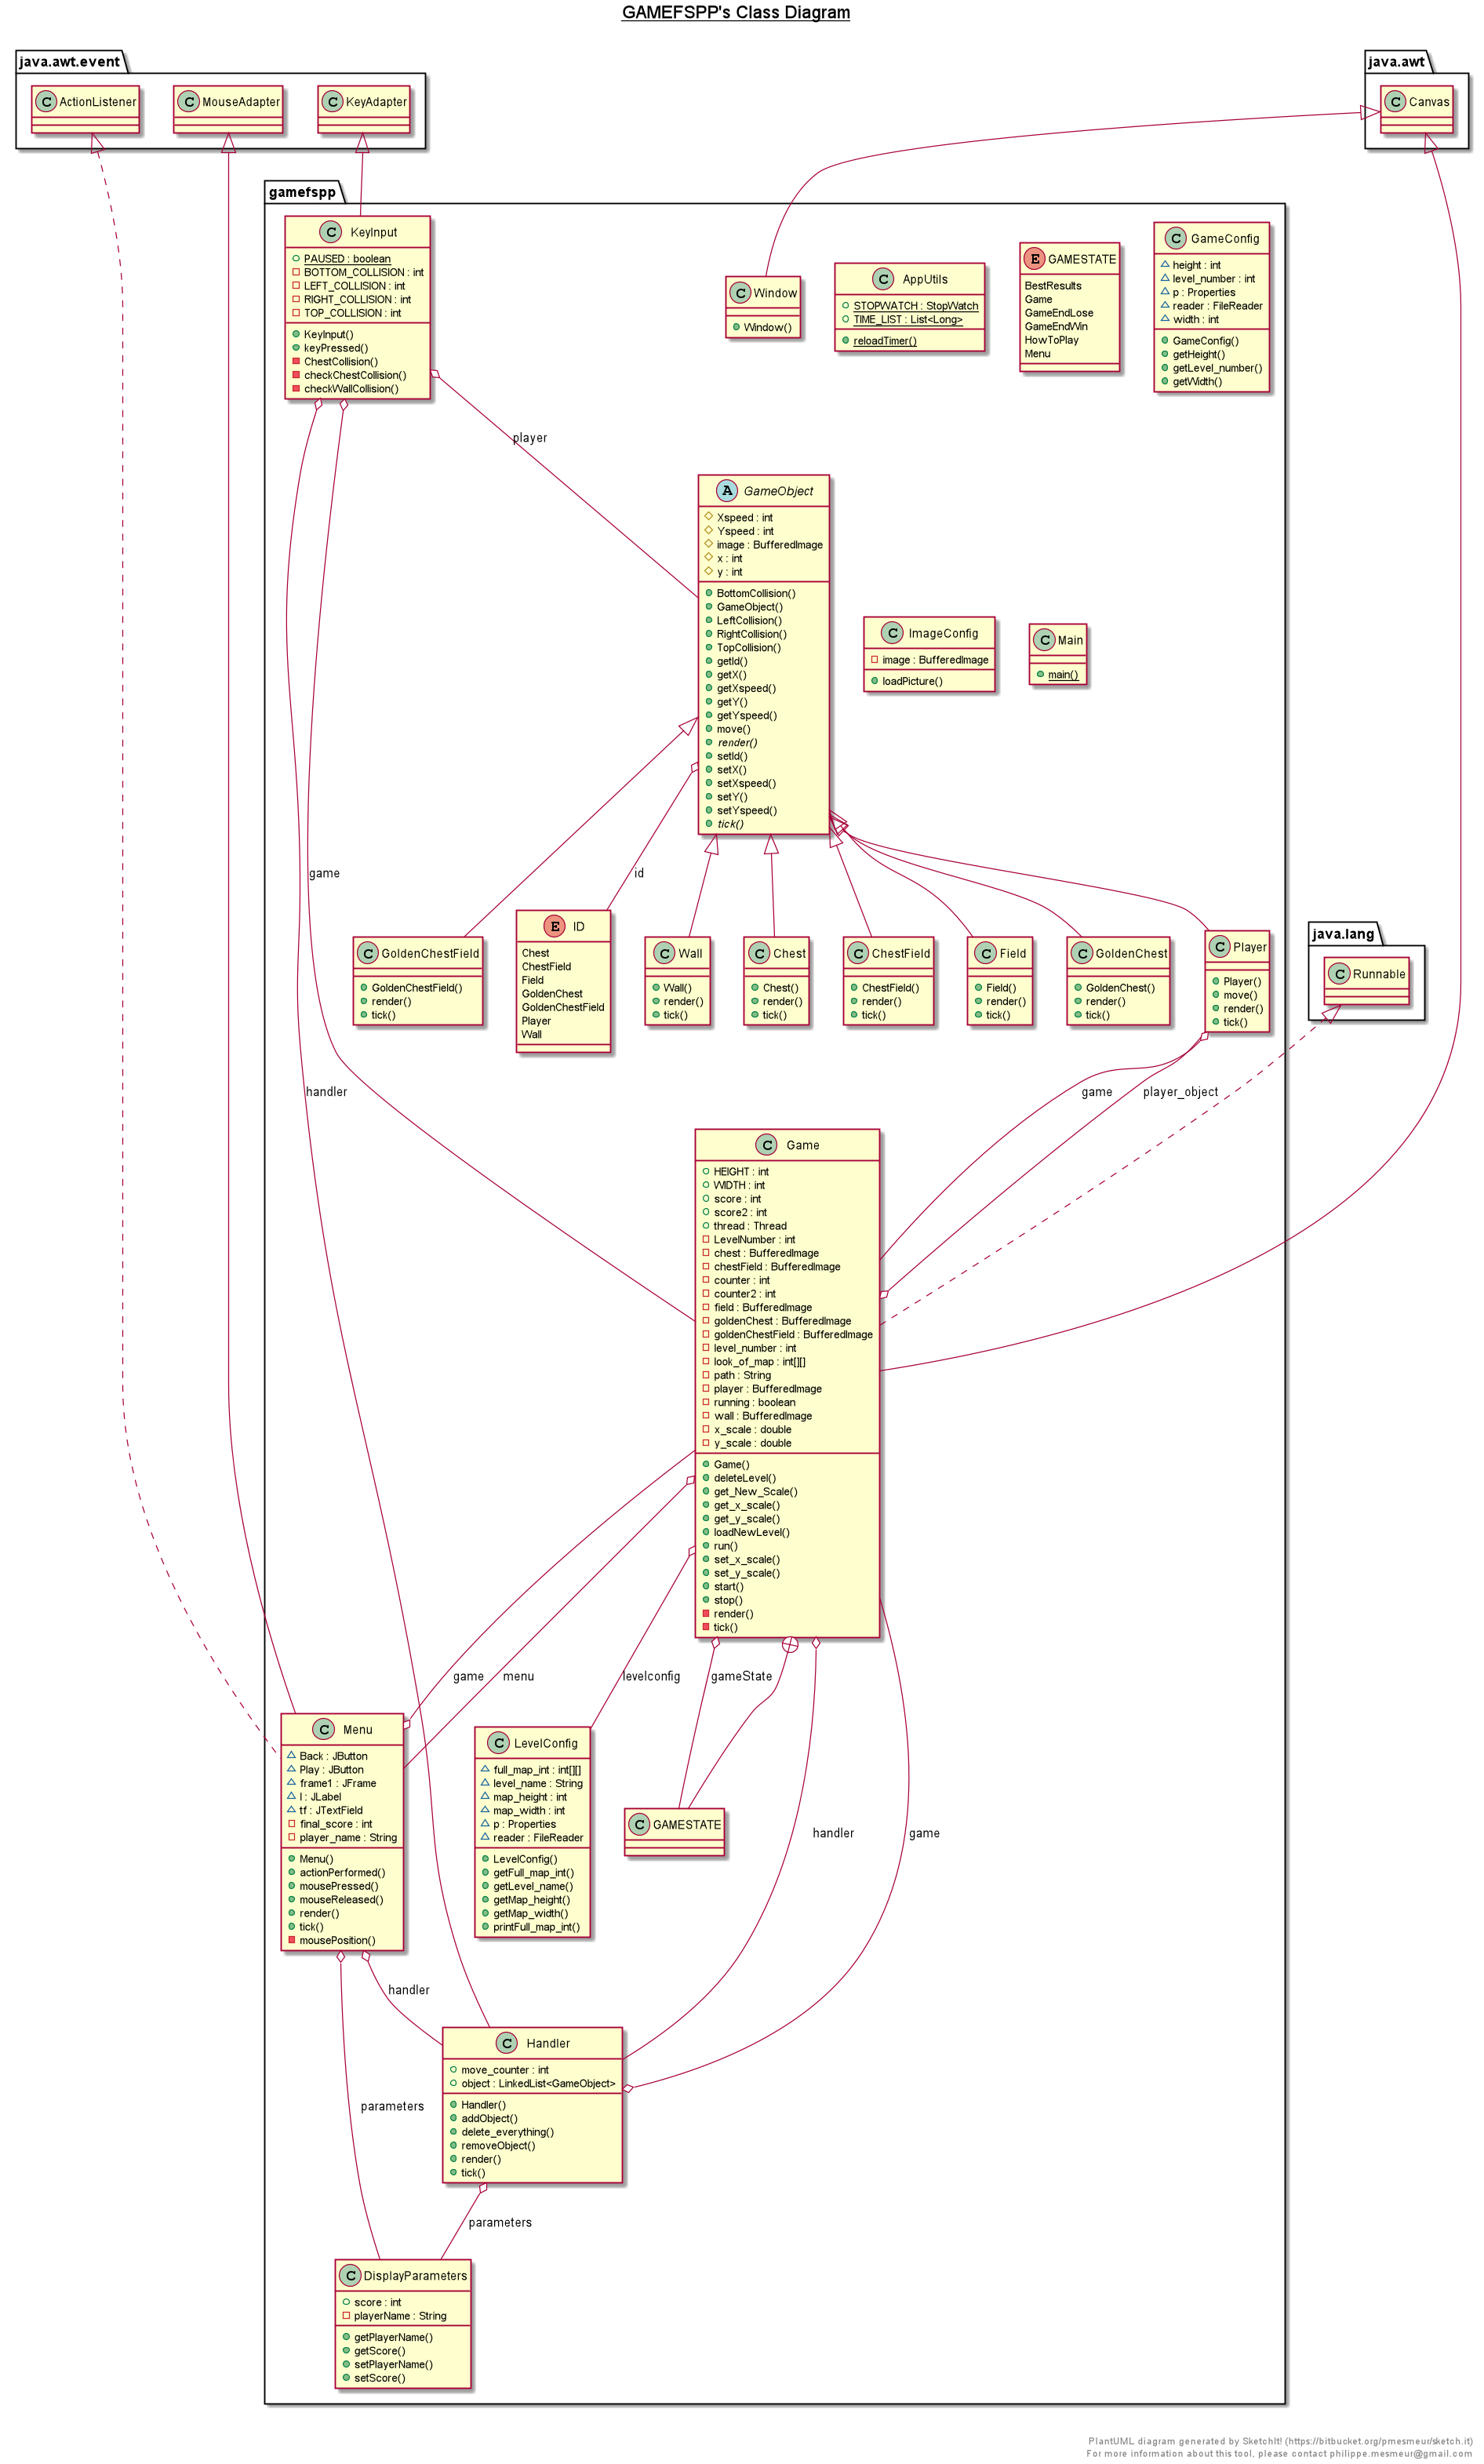 GAMEFSPP's Class Diagram
java.awt.event
C ActionListener
C MouseAdapter
C KeyAdapter
java.awt
C Canvas
gamefspp
C KeyInput
PAUSED : boolean
BOTTOM_COLLISION : int
LEFT_COLLISION : int
RIGHT_COLLISION : int
TOP_COLLISION : int
KeyInput()
keyPressed()
ChestCollision()
checkChestCollision()
checkWallCollision()
C Window
Window()
C AppUtils
STOPWATCH : StopWatch
TIME_LIST : List<Long>
reloadTimer()
E GAMESTATE
BestResults
Game
GameEndLose
GameEndWin
HowToPlay
Menu
C GameConfig
height : int
level_number : int
p : Properties
reader : FileReader
width : int
GameConfig()
getHeight()
getLevel_number()
getWidth()
player
A GameObject
Xspeed : int
Yspeed : int
image : BufferedImage
x : int
y : int
BottomCollision()
GameObject()
LeftCollision()
RightCollision()
TopCollision()
getId()
getX()
getXspeed()
getY()
getYspeed()
move()
render()
setId()
setX()
setXspeed()
setY()
setYspeed()
tick()
C ImageConfig
image : BufferedImage
loadPicture()
C Main
main()
game
id
C GoldenChestField
GoldenChestField()
render()
tick()
E ID
Chest
ChestField
Field
GoldenChest
GoldenChestField
Player
Wall
C Wall
Wall()
render()
tick()
C Chest
Chest()
render()
tick()
C ChestField
ChestField()
render()
tick()
C Field
Field()
render()
tick()
C GoldenChest
GoldenChest()
render()
tick()
C Player
Player()
move()
render()
tick()
java.lang
C Runnable
handler
game
player_object
C Game
HEIGHT : int
WIDTH : int
score : int
score2 : int
thread : Thread
LevelNumber : int
chest : BufferedImage
chestField : BufferedImage
counter : int
counter2 : int
field : BufferedImage
goldenChest : BufferedImage
goldenChestField : BufferedImage
level_number : int
look_of_map : int[][]
path : String
player : BufferedImage
running : boolean
wall : BufferedImage
x_scale : double
y_scale : double
Game()
deleteLevel()
get_New_Scale()
get_x_scale()
get_y_scale()
loadNewLevel()
run()
set_x_scale()
set_y_scale()
start()
stop()
render()
tick()
game
menu
levelconfig
gameState
C Menu
Back : JButton
Play : JButton
frame1 : JFrame
l : JLabel
tf : JTextField
final_score : int
player_name : String
Menu()
actionPerformed()
mousePressed()
mouseReleased()
render()
tick()
mousePosition()
C LevelConfig
full_map_int : int[][]
level_name : String
map_height : int
map_width : int
p : Properties
reader : FileReader
LevelConfig()
getFull_map_int()
getLevel_name()
getMap_height()
getMap_width()
printFull_map_int()
C GAMESTATE
handler
game
handler
C Handler
move_counter : int
object : LinkedList<GameObject>
Handler()
addObject()
delete_everything()
removeObject()
render()
tick()
parameters
parameters
C DisplayParameters
score : int
playerName : String
getPlayerName()
getScore()
setPlayerName()
setScore()
PlantUML diagram generated by SketchIt! (https://bitbucket.org/pmesmeur/sketch.it)
For more information about this tool, please contact philippe.mesmeur@gmail.com